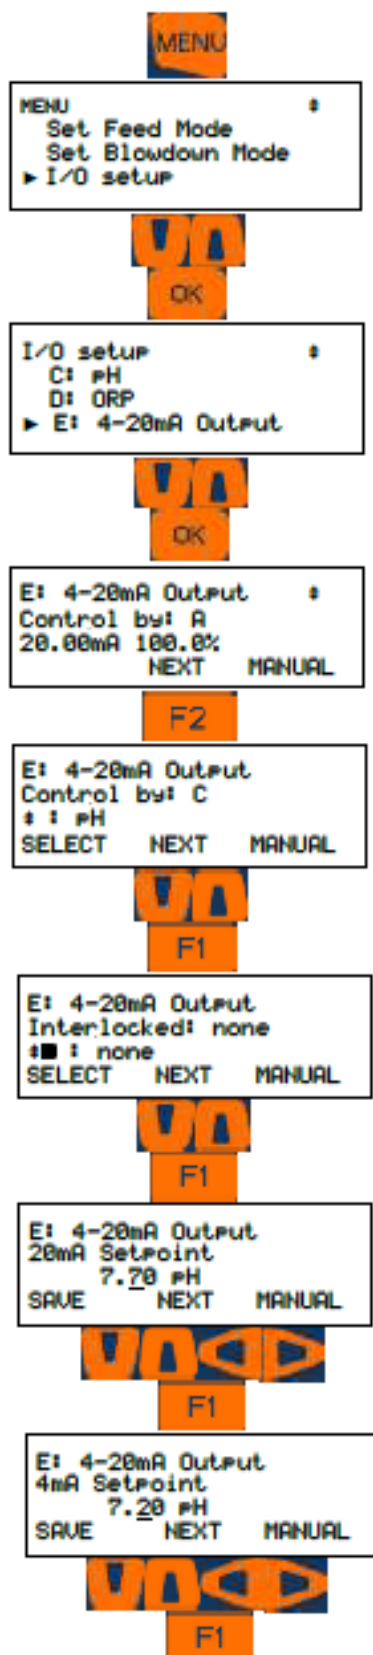 MENU
MENU
Set Feed Mode
Set Blowdown Mode
I/O setup
OK
I/O setup
C: pH
D: ORP
E: 4-20mA Output
OK
E: 4-20mA Output
Control by: A
20.00mA 100.0%
NEXT MANUAL
F2
E: 4-20mA Output
Control by: C
: pH
SELECT NEXT MANUAL
F1
E: 4-20mA Output
Interlocked: none
: none
SELECT NEXT MANUAL
F1
E: 4-20mA Output
20mA Setpoint
7.70 pH
SAVE NEXT MANUAL
F1
E: 4-20mA Output
4mA Setpoint
7.20 pH
SAVE NEXT MANUAL
F1